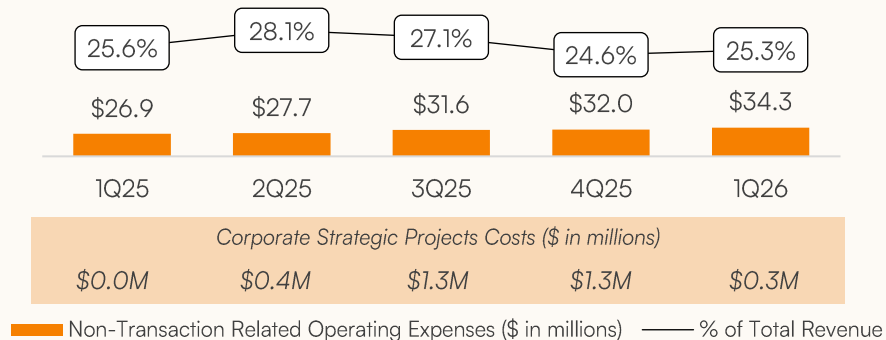 25.6% 28.1% 27.1% 24.6% 25.3%
$26.9 $27.7 $31.6 $32.0 $34.3
1Q25 2Q25 3Q25 4Q25 1Q26
Corporate Strategic Projects Costs ($ in millions)
$0.0M $0.4M $1.3M $1.3M $0.3M
Non-Transaction Related Operating Expenses ($ in millions) % of Total Revenue